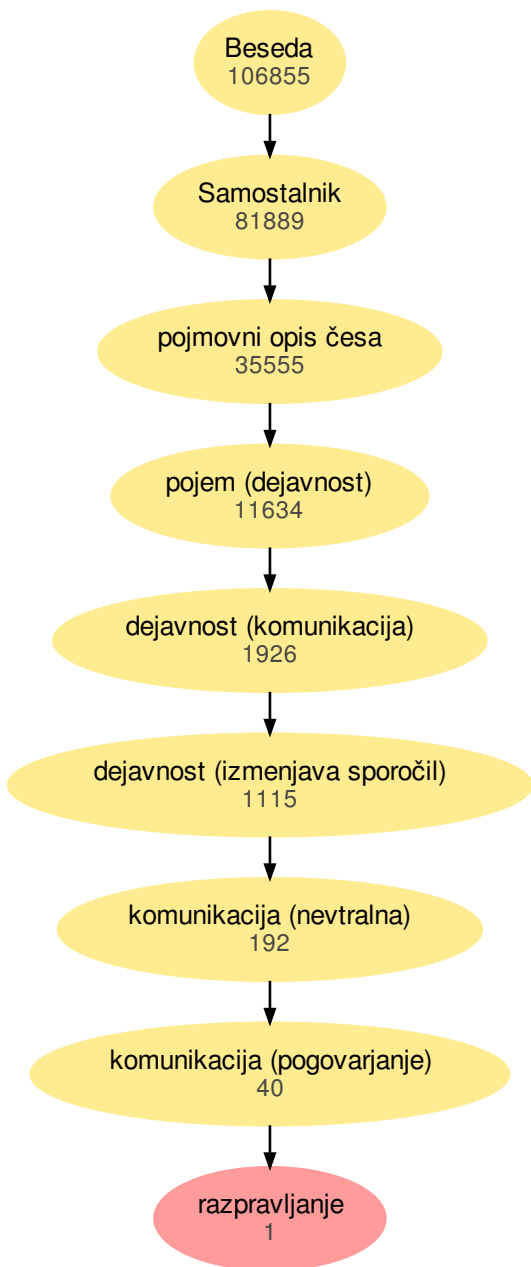 Beseda
106855
Samostalnik
81889
pojmovni opis česa
35555
pojem (dejavnost)
11634
dejavnost (komunikacija)
1926
dejavnost (izmenjava sporočil)
1115
komunikacija (nevtralna)
192
komunikacija (pogovarjanje)
40
razpravljanje
1